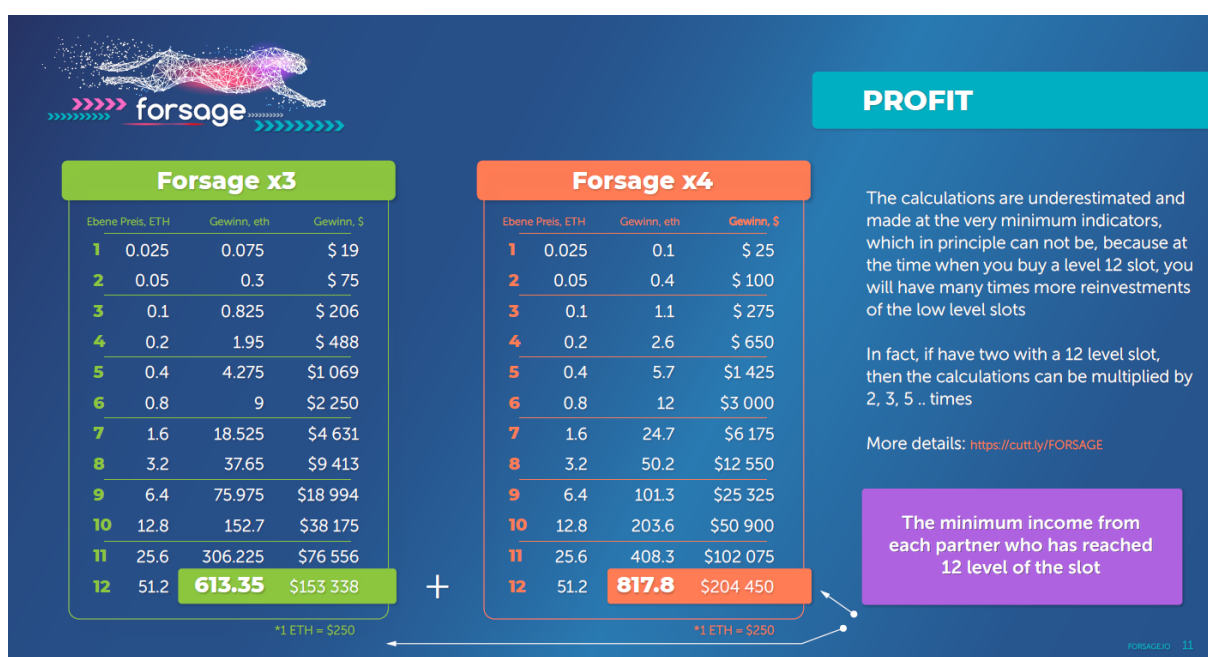 forsage
PROFIT
Forsage x3
Ebene Preis, ETH Gewinn, eth Gewinn, $
1 0.025 0.075 $ 19
2 0.05 0.3 $ 75
3 0.1 0.825 $ 206
4 0.2 1.95 $ 488
5 0.4 4.275 $1 069
6 0.8 9 $2 250
7 1.6 18.525 $4 631
8 3.2 37.65 $9 413
9 6.4 75.975 $18 994
10 12.8 152.7 $38 175
11 25.6 306.225 $76 556
12 51.2 613.35 $153 338
*1 ETH = $250
+
Forsage x4
Ebene Preis, ETH Gewinn, eth Gewinn, $
1 0.025 0.1 $ 25
2 0.05 0.4 $ 100
3 0.1 1.1 $ 275
4 0.2 2.6 $ 650
5 0.4 5.7 $1 425
6 0.8 12 $3 000
7 1.6 24.7 $6 175
8 3.2 50.2 $12 550
9 6.4 101.3 $25 325
10 12.8 203.6 $50 900
11 25.6 408.3 $102 075
12 51.2 817.8 $204 450
*1 ETH = $250
The calculations are underestimated and
made at the very minimum indicators,
which in principle can not be, because at
the time when you buy a level 12 slot, you
will have many times more reinvestments
of the low level slots
In fact, if have two with a 12 level slot,
then the calculations can be multiplied by
2, 3, 5 .. times
More details: https://cutt.ly/FORSAGE
The minimum income from
each partner who has reached
12 level of the slot
FORSAGE.IO 11